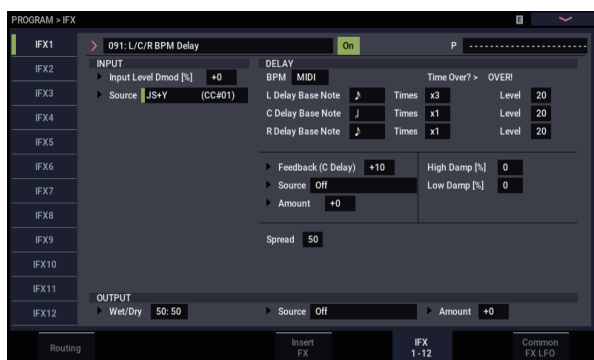 PROGRAM > IFX E
IFX1 091: L/C/R BPM Delay On P -----------------------
IFX2 INPUT DELAY
Input Level Dmod [%] +0 BPM MIDI Time Over? > OVER!
IFX3 Source JS+Y (CC#01) L Delay Base Note ♪ Times x3 Level 20
IFX4 C Delay Base Note ♩ Times x1 Level 20
IFX5 R Delay Base Note ♪ Times x1 Level 20
IFX6 Feedback (C Delay) +10 High Damp [%] 0
IFX7 Source Off Low Damp [%] 0
IFX8 Amount +0
IFX9 Spread 50
IFX10
IFX11
OUTPUT
IFX12 Wet/Dry 50: 50 Source Off Amount +0
Routing Insert FX IFX 1-12 Common FX LFO